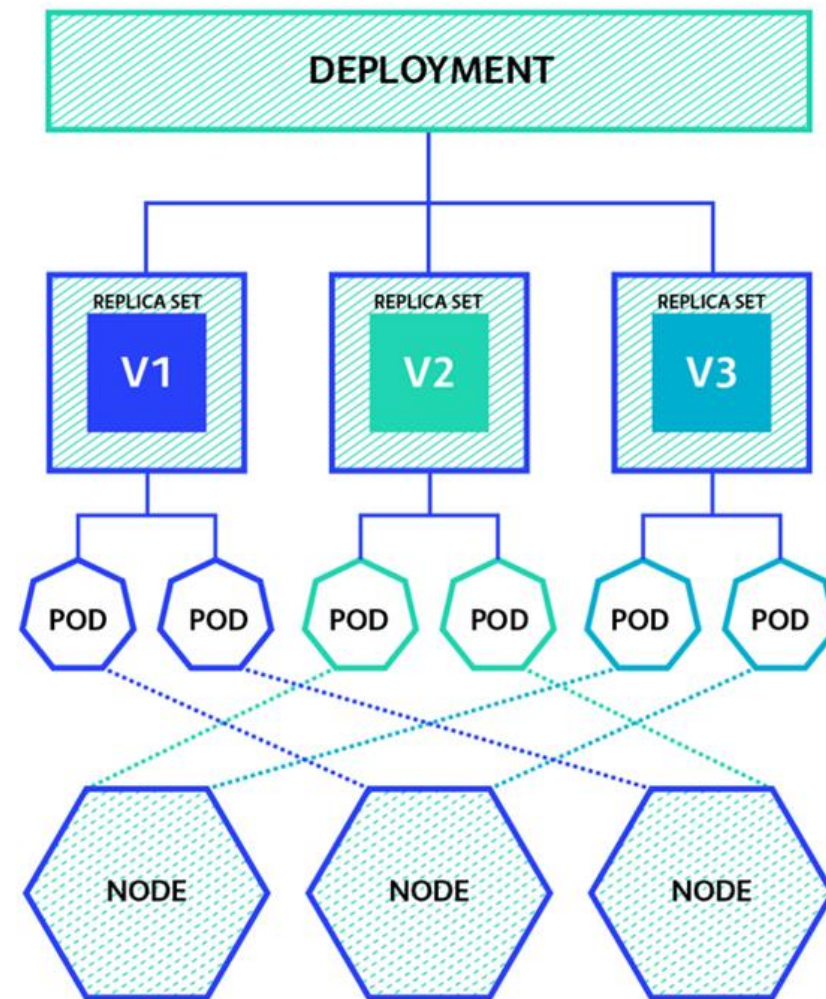 DEPLOYMENT
REPLICA SET
V1
REPLICA SET
V2
REPLICA SET
V3
POD
POD
POD
POD
POD
POD
NODE
NODE
NODE